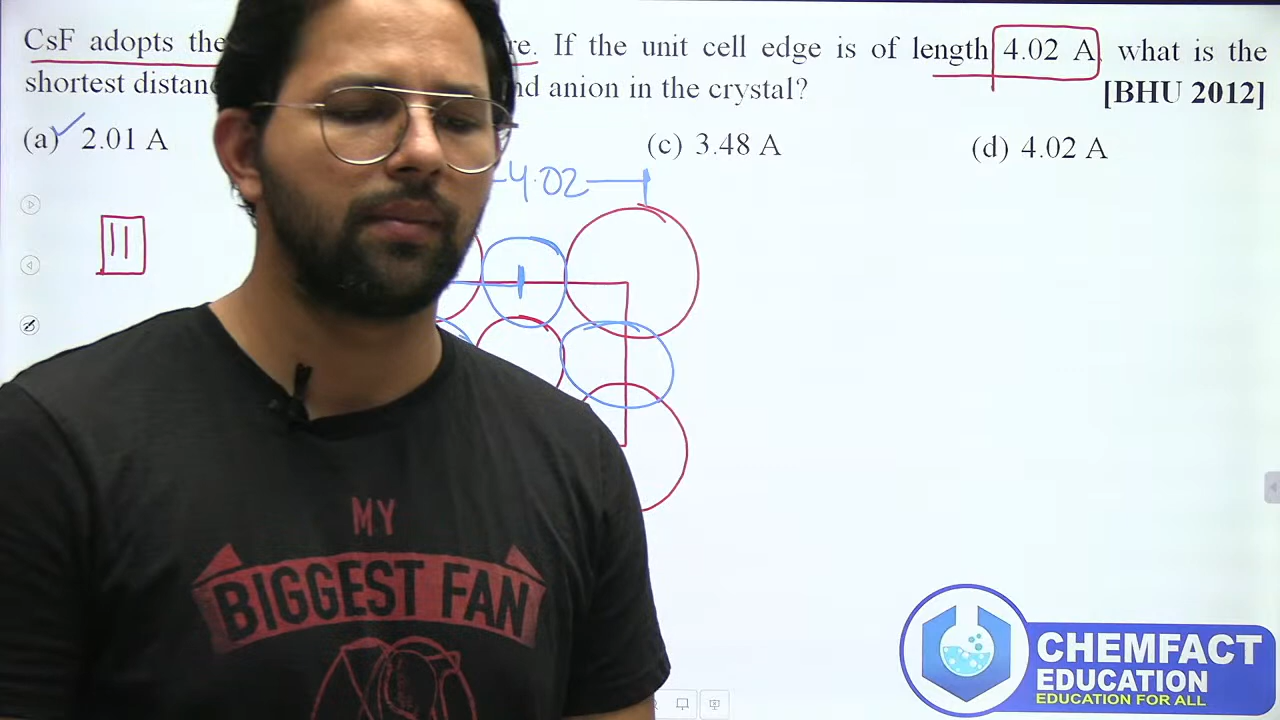 CsF adopts the re. If the unit cell edge is of length 4.02 A what is the
shortest distan nd anion in the crystal?
[BHU 2012]
(a) 2.01 A (c) 3.48 A (d) 4.02 A
4.02
11
MY
BIGGEST FAN
CHEMFACT
EDUCATION
EDUCATION FOR ALL